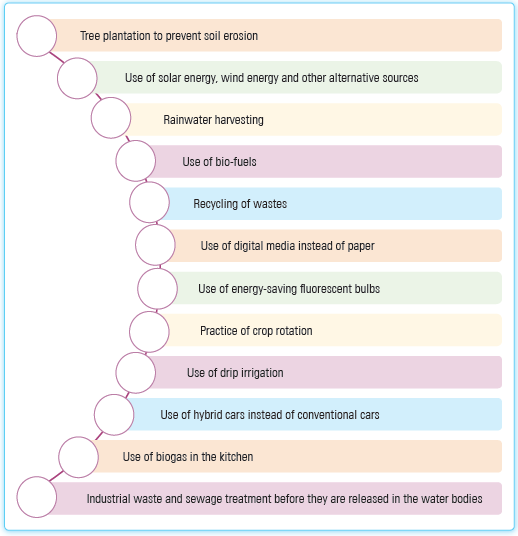 Tree plantation to prevent soil erosion
Use of solar energy, wind energy and other alternative sources
Rainwater harvesting
Use of bio-fuels
Recycling of wastes
Use of digital media instead of paper
Use of energy-saving fluorescent bulbs
Practice of crop rotation
Use of drip irrigation
Use of hybrid cars instead of conventional cars
Use of biogas in the kitchen
Industrial waste and sewage treatment before they are released in the water bodies